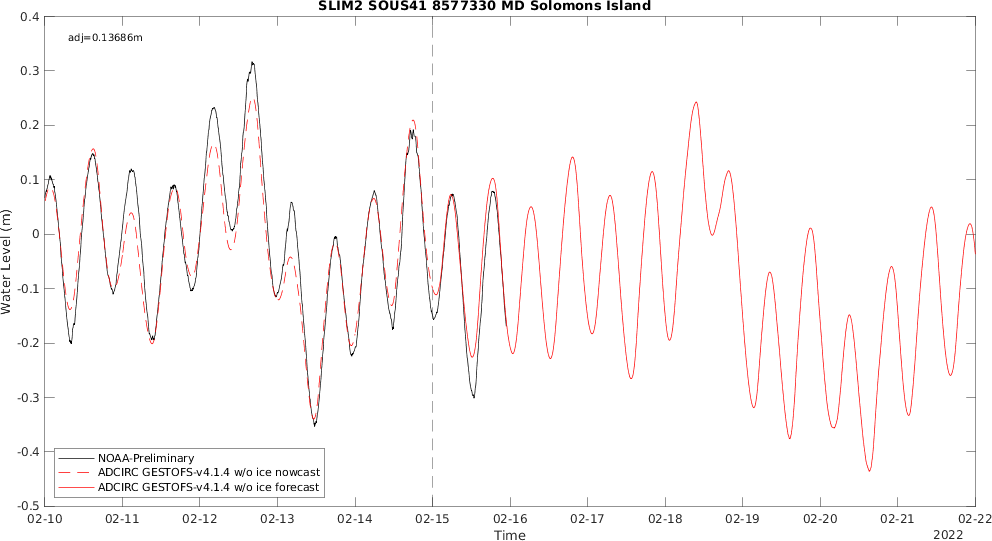 SLIM2 SOUS41 8577330 MD Solomons Island
adj=0.13686m
0.4
0.3
0.2
0.1
0
-0.1
-0.2
-0.3
-0.4
-0.5
Water Level (m)
NOAA-Preliminary
ADCIRC GESTOFS-v4.1.4 w/o ice nowcast
ADCIRC GESTOFS-v4.1.4 w/o ice forecast
02-10 02-11 02-12 02-13 02-14 02-15 02-16 02-17 02-18 02-19 02-20 02-21 02-22
Time
2022